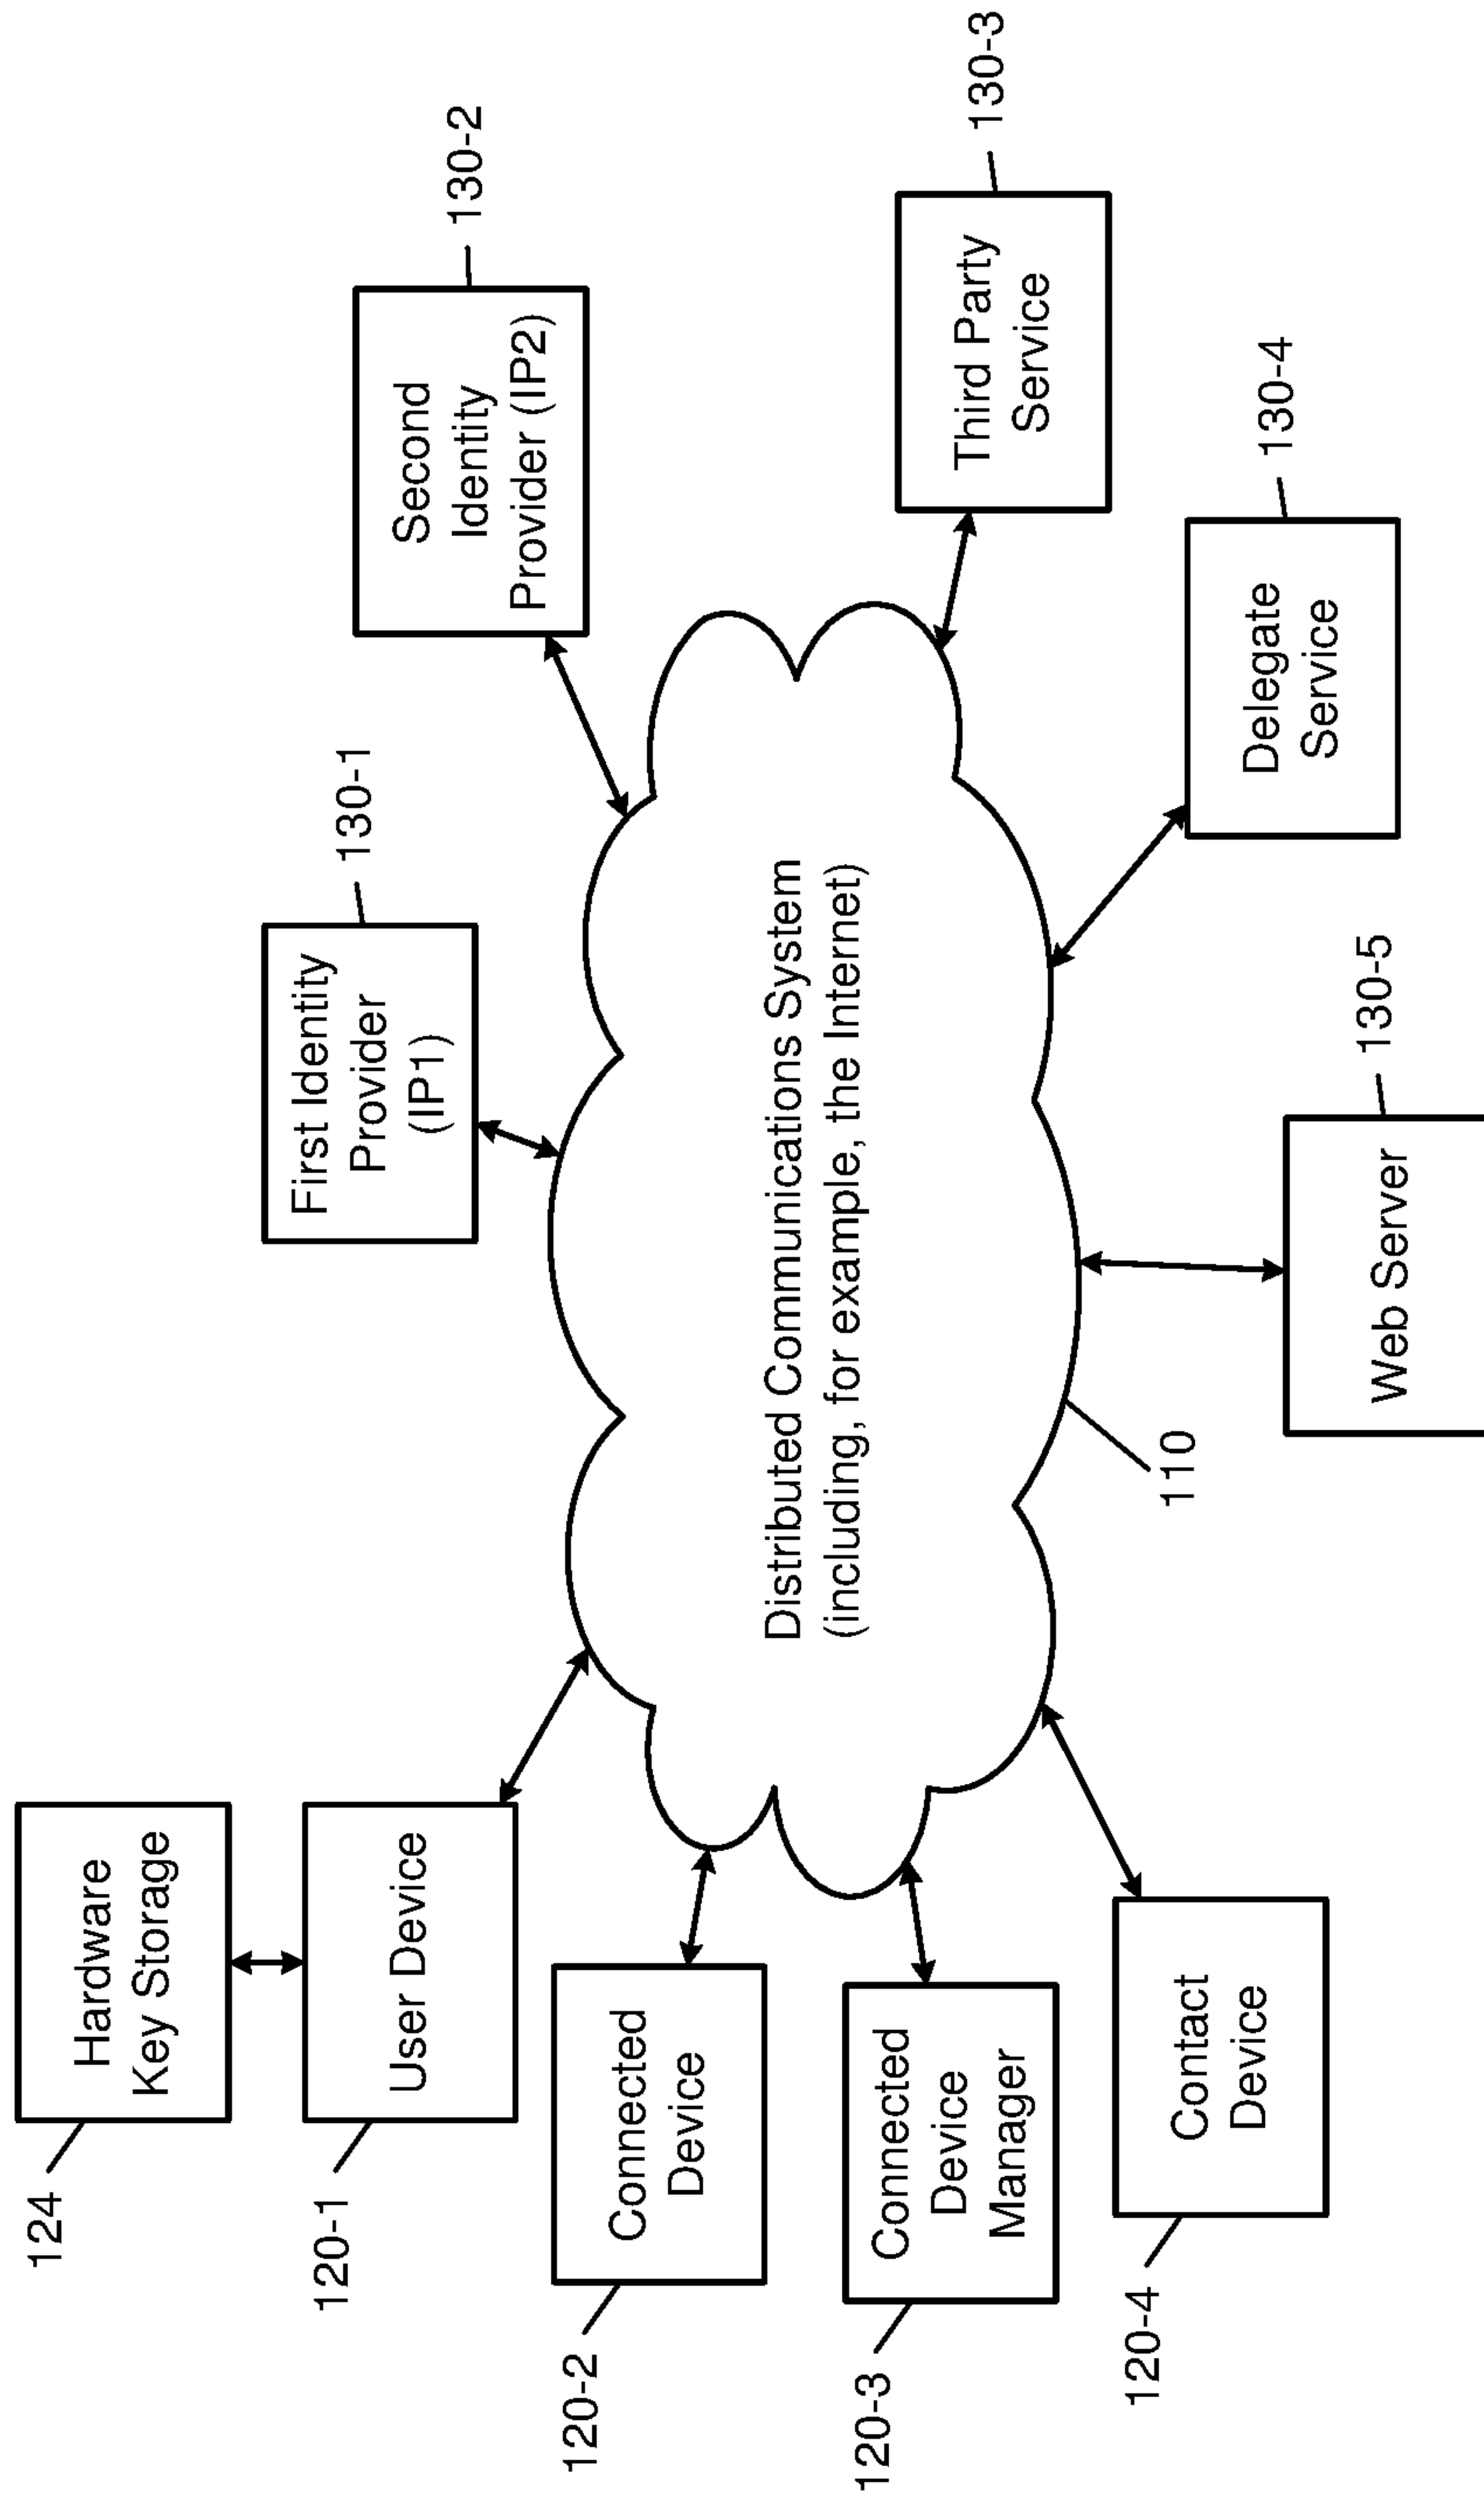 124
Hardware
Key Storage
120-1
User Device
120-2
Connected
Device
120-3
Connected
Device
Manager
120-4
Contact
Device
First Identity
Provider
(IP1)
130-1
Second
Identity
Provider (IP2)
130-2
Distributed Communications System
(including, for example, the Internet)
110
Third Party
Service
130-3
Delegate
Service
130-4
Web Server
130-5